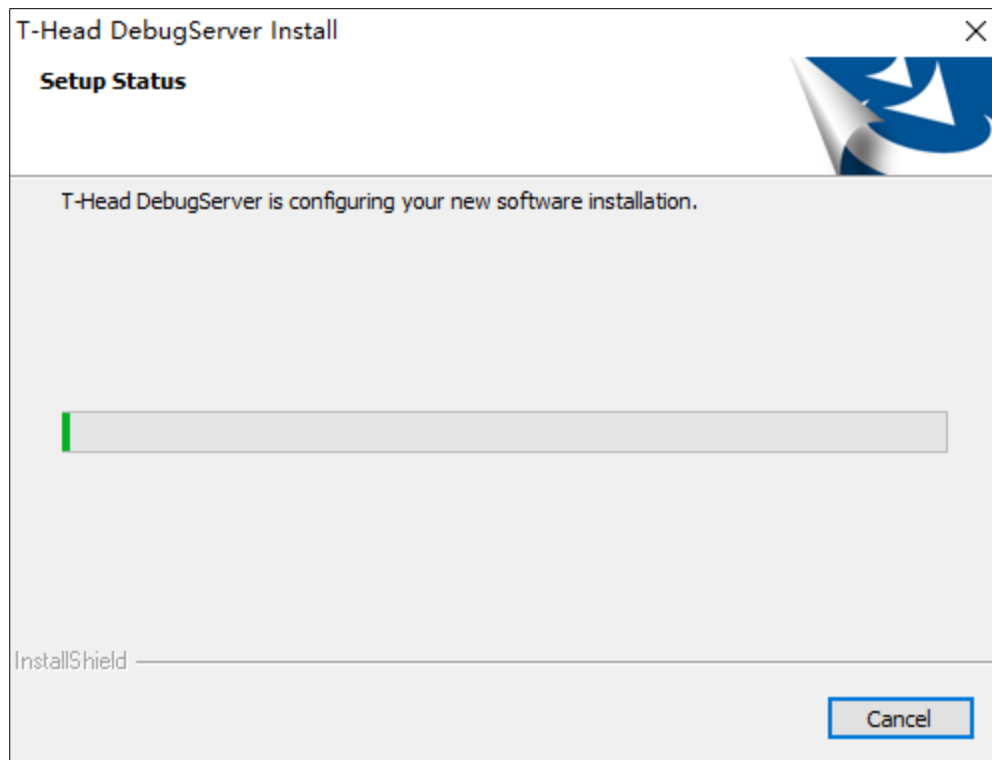 T-Head DebugServer Install
Setup Status
T-Head DebugServer is configuring your new software installation.
InstallShield
Cancel